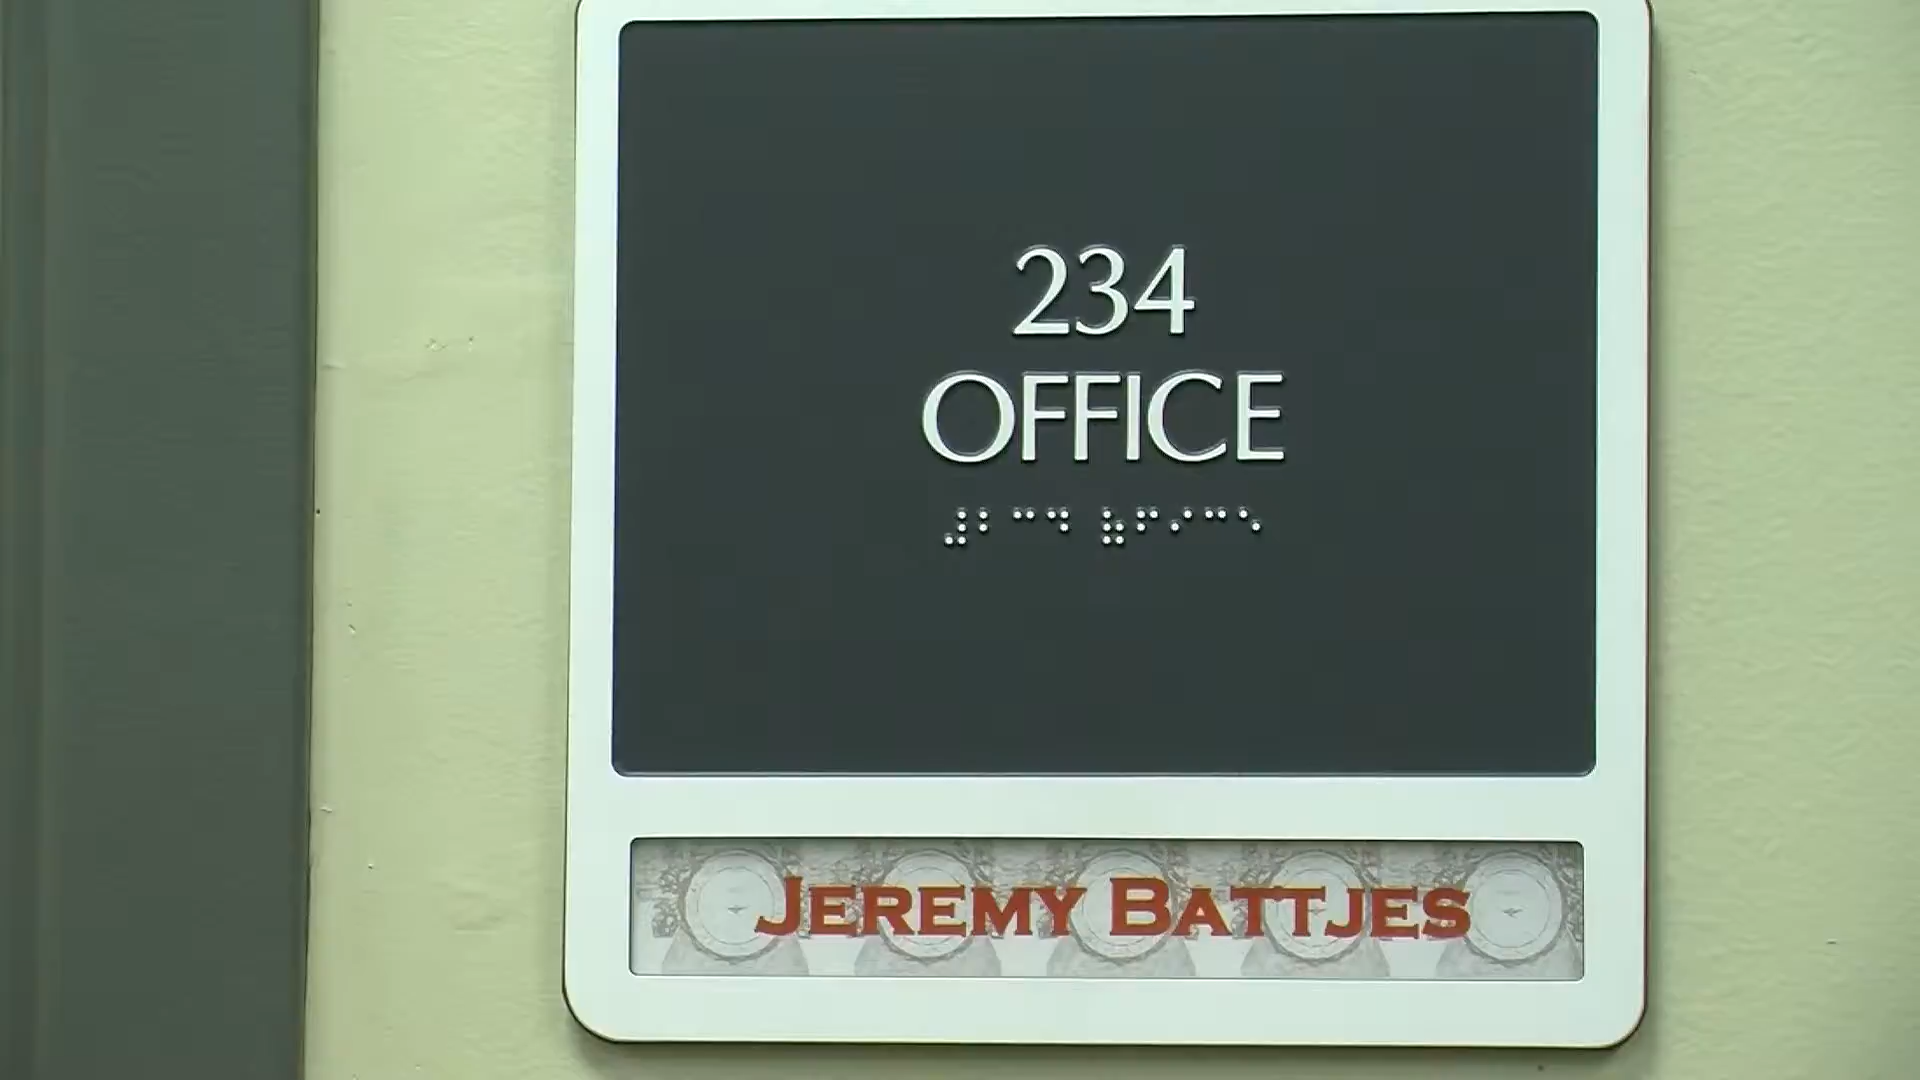 234
OFFICE
⠼⠃⠉⠙ ⠷⠋⠊⠉⠑
JEREMY BATTJES